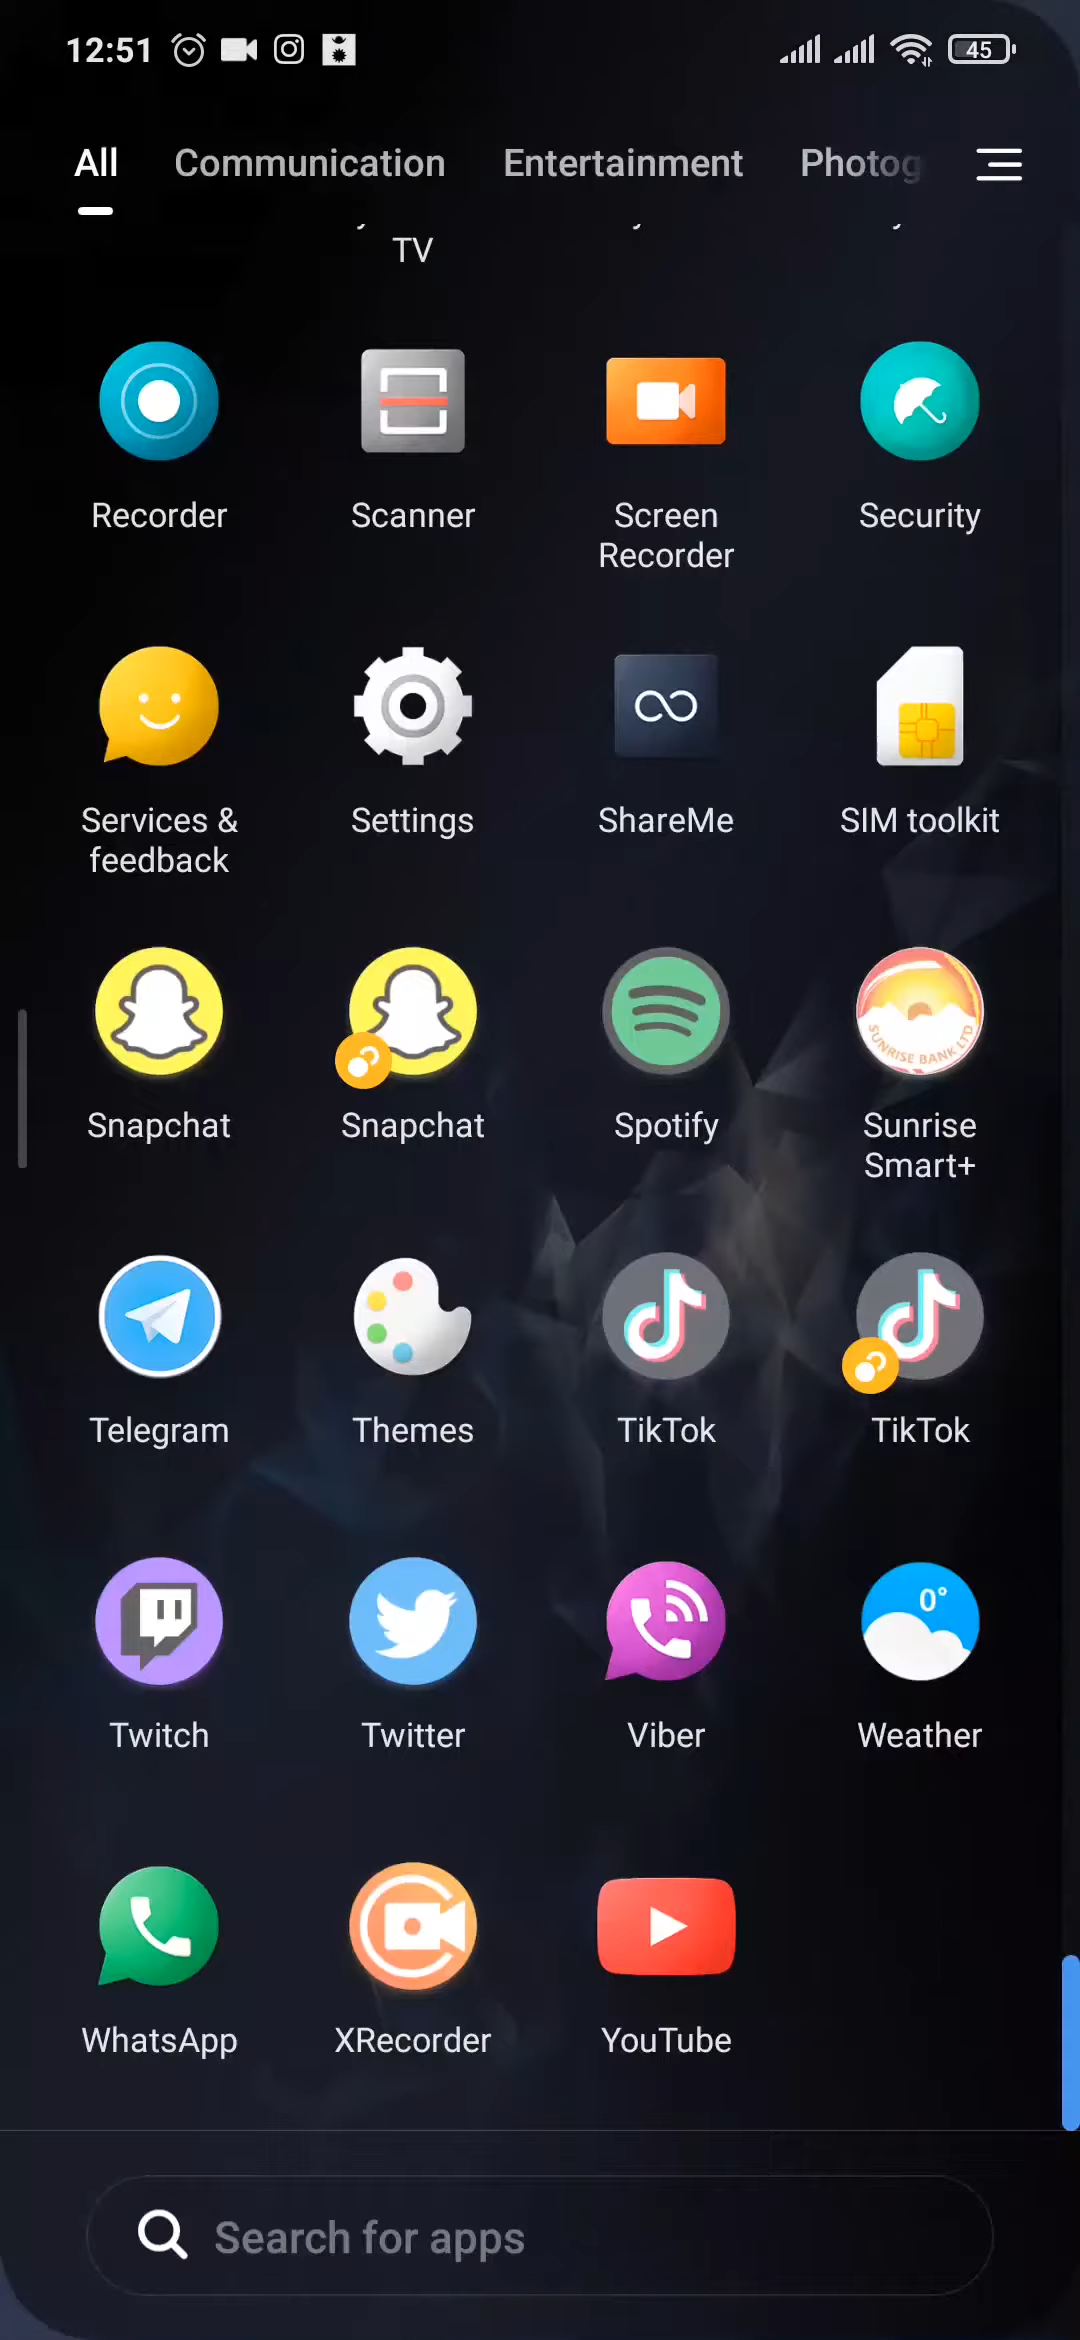 12:51
45
All Communication Entertainment Photog
TV
Recorder Scanner Screen Recorder Security
Services & feedback Settings ShareMe SIM toolkit
Snapchat Snapchat Spotify Sunrise Smart+
SUNRISE BANK LTD
Telegram Themes TikTok TikTok
0°
Twitch Twitter Viber Weather
WhatsApp XRecorder YouTube
Search for apps